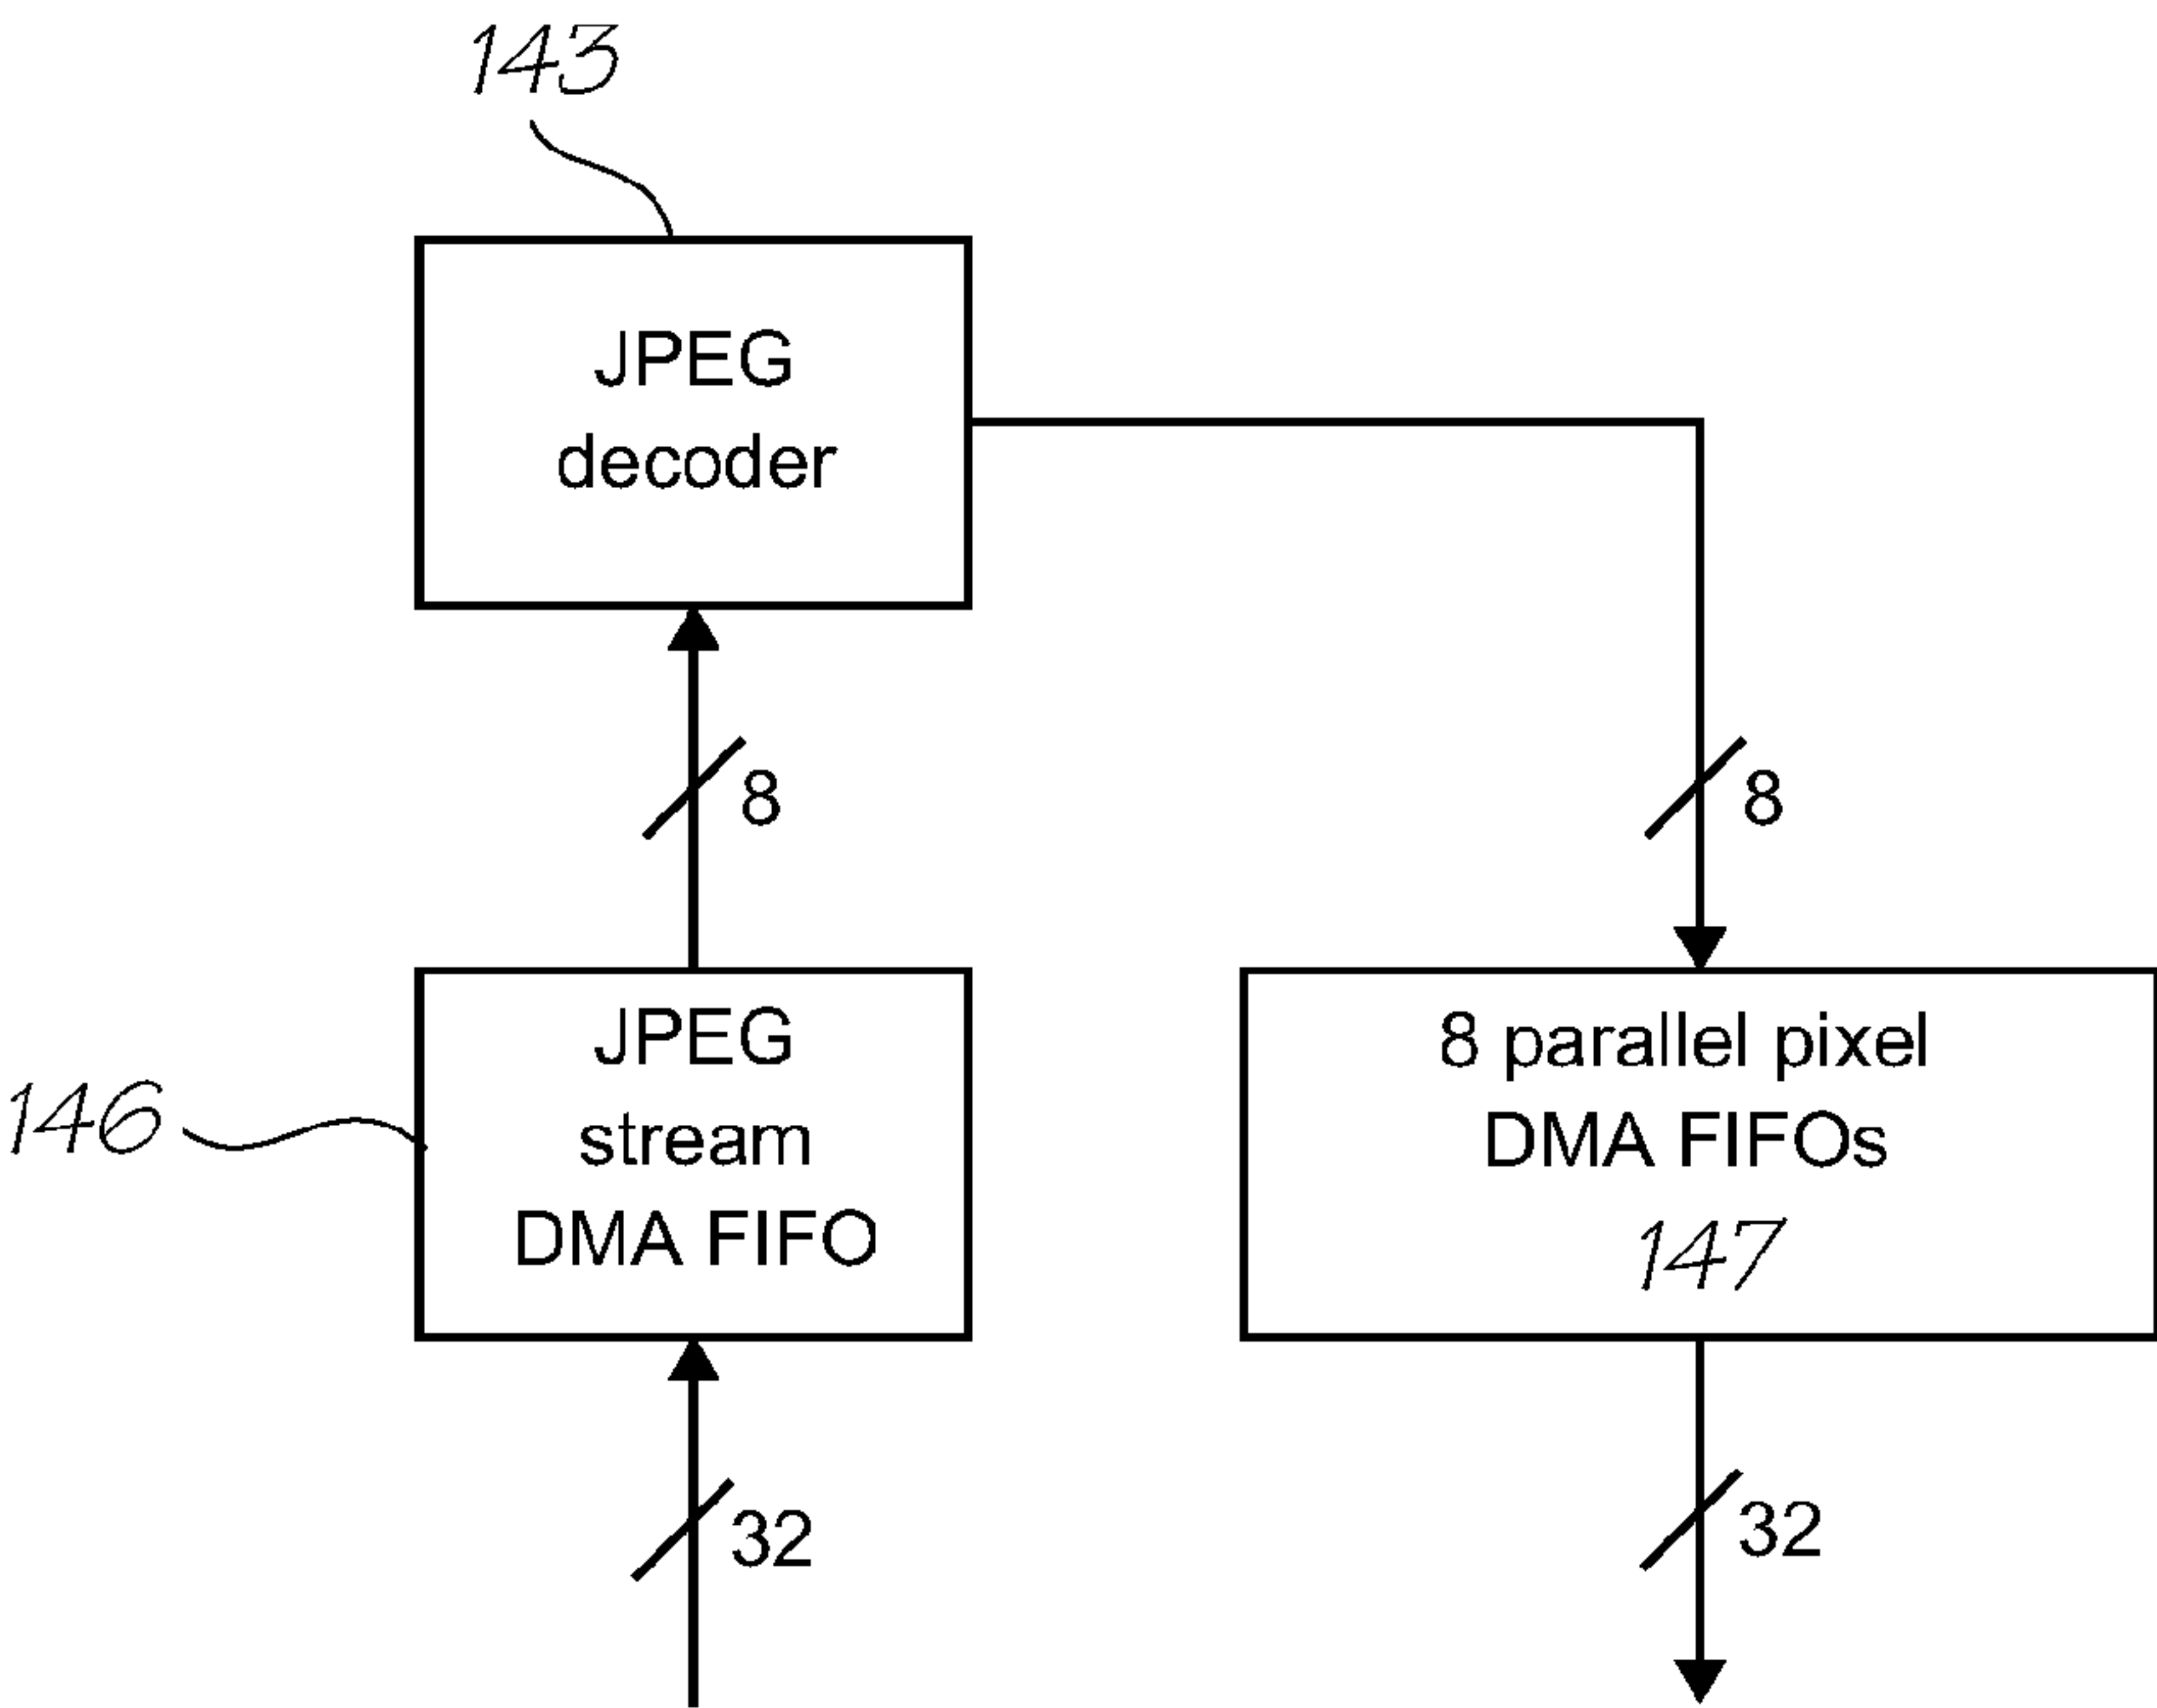 143
JPEG
decoder
8
8
JPEG
stream
DMA FIFO
146
8 parallel pixel
DMA FIFOs
147
32
32